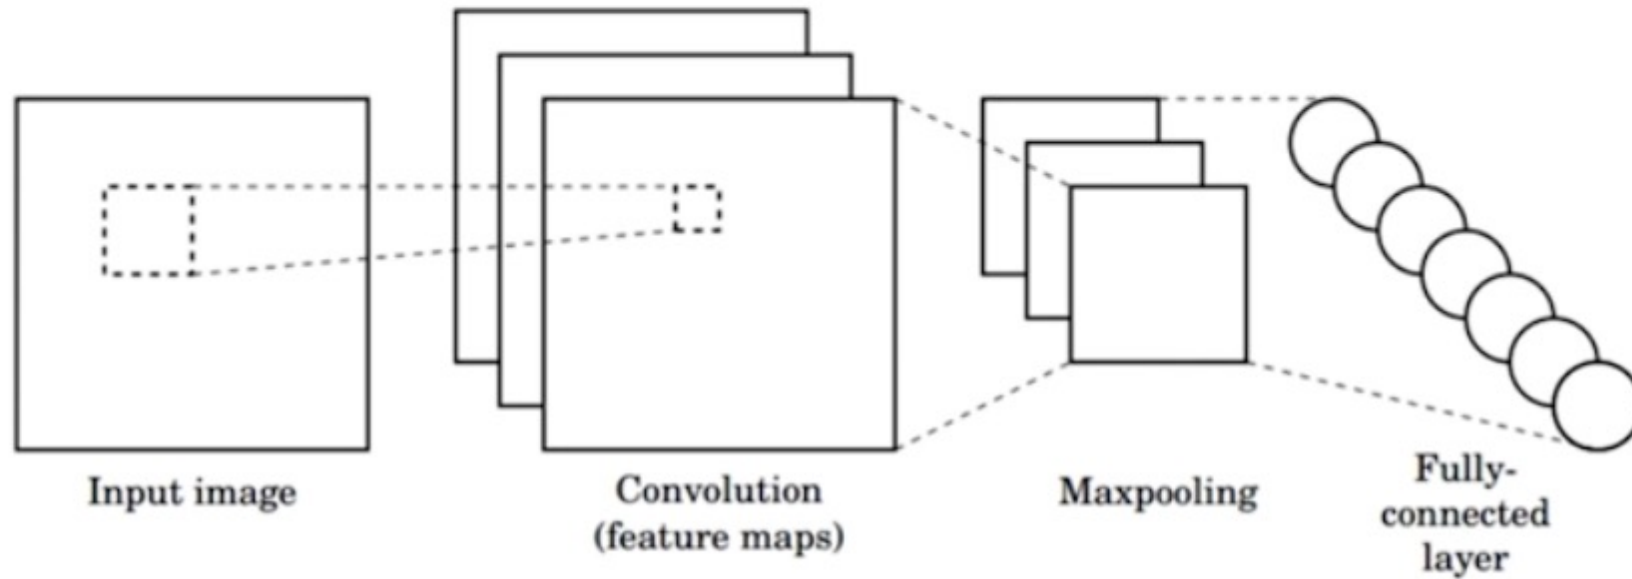 Input image
Convolution
(feature maps)
Maxpooling
Fully-
connected
layer